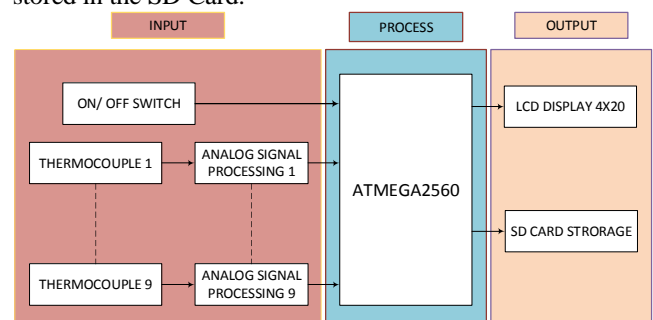 stored in the SD Card.
INPUT
PROCESS
OUTPUT
ON/ OFF SWITCH
LCD DISPLAY 4X20
THERMOCOUPLE 1
ANALOG SIGNAL
PROCESSING 1
ATMEGA2560
SD CARD STRORAGE
THERMOCOUPLE 9
ANALOG SIGNAL
PROCESSING 9